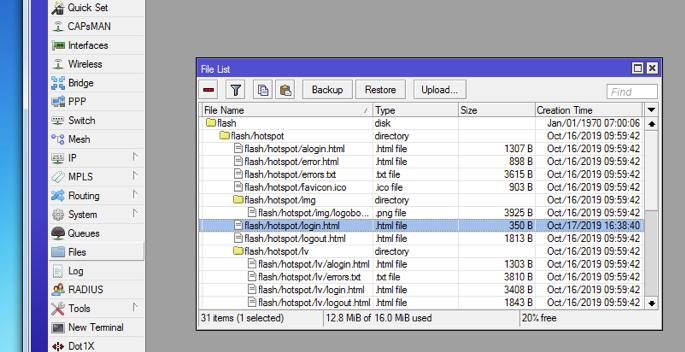 Quick Set
CAPsMAN
Interfaces
Wireless
Bridge
PPP
Switch
Mesh
IP
MPLS
Routing
System
Queues
Files
Log
RADIUS
Tools
New Terminal
Dot1X
File List
Backup Restore Upload... Find
File Name / Type Size Creation Time
flash disk Jan/01/1970 07:00:06
flash/hotspot directory Oct/16/2019 09:59:42
flash/hotspot/alogin.html .html file 1307 B Oct/16/2019 09:59:42
flash/hotspot/error.html .html file 898 B Oct/16/2019 09:59:42
flash/hotspot/errors.txt .txt file 3615 B Oct/16/2019 09:59:42
flash/hotspot/favicon.ico .ico file 903 B Oct/16/2019 09:59:42
flash/hotspot/img directory Oct/16/2019 09:59:42
flash/hotspot/img/logobo... .png file 3925 B Oct/16/2019 09:59:42
flash/hotspot/login.html .html file 350 B Oct/17/2019 16:38:40
flash/hotspot/logout.html .html file 1813 B Oct/16/2019 09:59:42
flash/hotspot/lv directory Oct/16/2019 09:59:42
flash/hotspot/lv/alogin.html .html file 1303 B Oct/16/2019 09:59:42
flash/hotspot/lv/errors.txt .txt file 3810 B Oct/16/2019 09:59:42
flash/hotspot/lv/login.html .html file 3408 B Oct/16/2019 09:59:42
flash/hotspot/lv/logout.html .html file 1843 B Oct/16/2019 09:59:42
31 items (1 selected) 12.8 MiB of 16.0 MiB used 20% free